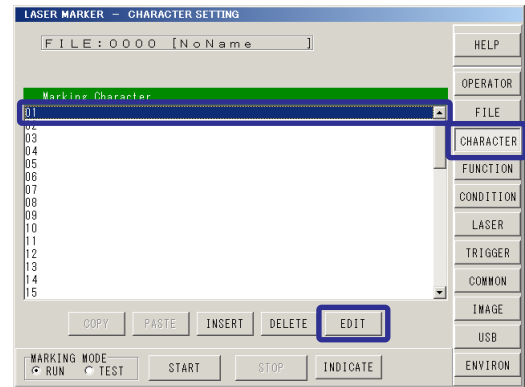 LASER MARKER – CHARACTER SETTING
FILE:0000 [NoName ]
Marking Character
01
02
03
04
05
06
07
08
09
10
11
12
13
14
15
COPY PASTE INSERT DELETE EDIT
MARKING MODE
RUN TEST START STOP INDICATE
HELP
OPERATOR
FILE
CHARACTER
FUNCTION
CONDITION
LASER
TRIGGER
COMMON
IMAGE
USB
ENVIRON